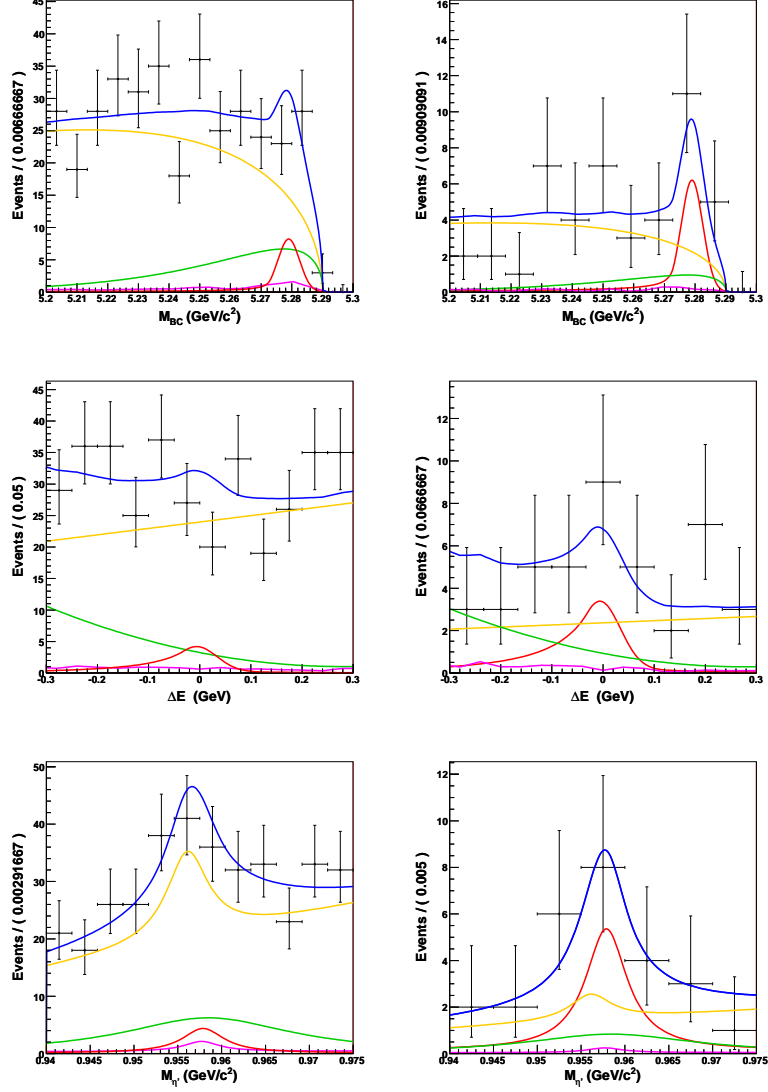 45
40
35
30
25
20
15
10
5
0
Events / ( 0.00666667 )
5.2 5.21 5.22 5.23 5.24 5.25 5.26 5.27 5.28 5.29 5.3
M_BC (GeV/c²)
16
14
12
10
8
6
4
2
0
Events / ( 0.00909091 )
5.2 5.21 5.22 5.23 5.24 5.25 5.26 5.27 5.28 5.29 5.3
M_BC (GeV/c²)
45
40
35
30
25
20
15
10
5
0
Events / ( 0.05 )
-0.3 -0.2 -0.1 0 0.1 0.2 0.3
ΔE (GeV)
12
10
8
6
4
2
0
Events / ( 0.0666667 )
-0.3 -0.2 -0.1 0 0.1 0.2 0.3
ΔE (GeV)
50
40
30
20
10
0
Events / ( 0.00291667 )
0.94 0.945 0.95 0.955 0.96 0.965 0.97 0.975
M_η' (GeV/c²)
12
10
8
6
4
2
0
Events / ( 0.005 )
0.94 0.945 0.95 0.955 0.96 0.965 0.97 0.975
M_η' (GeV/c²)